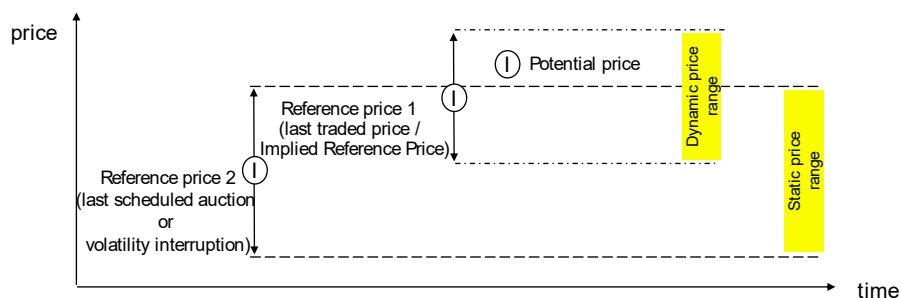 price
I Potential price
I
Reference price 1
(last traded price /
Implied Reference Price)
I
Reference price 2
(last scheduled auction
or
volatility interruption)
Dynamic price
range
Static price
range
time